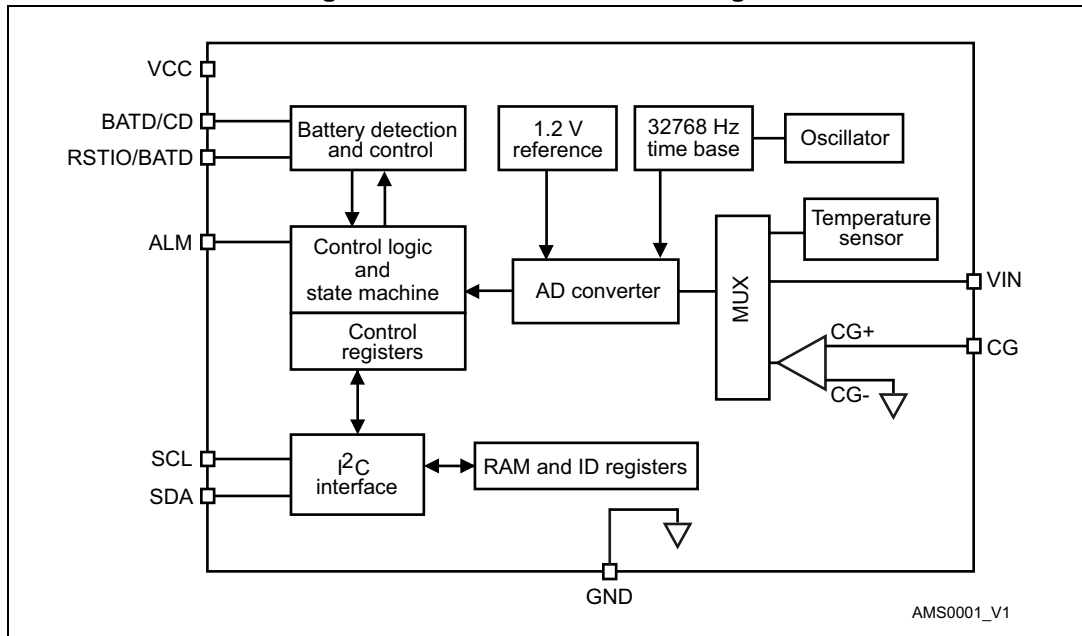 VCC
BATD/CD
RSTIO/BATD
ALM
SCL
SDA
Battery detection
and control
1.2 V
reference
32768 Hz
time base
Oscillator
Control logic
and
state machine
Control
registers
AD converter
MUX
Temperature
sensor
VIN
CG+
CG
CG-
I²C
interface
RAM and ID registers
GND
AMS0001_V1